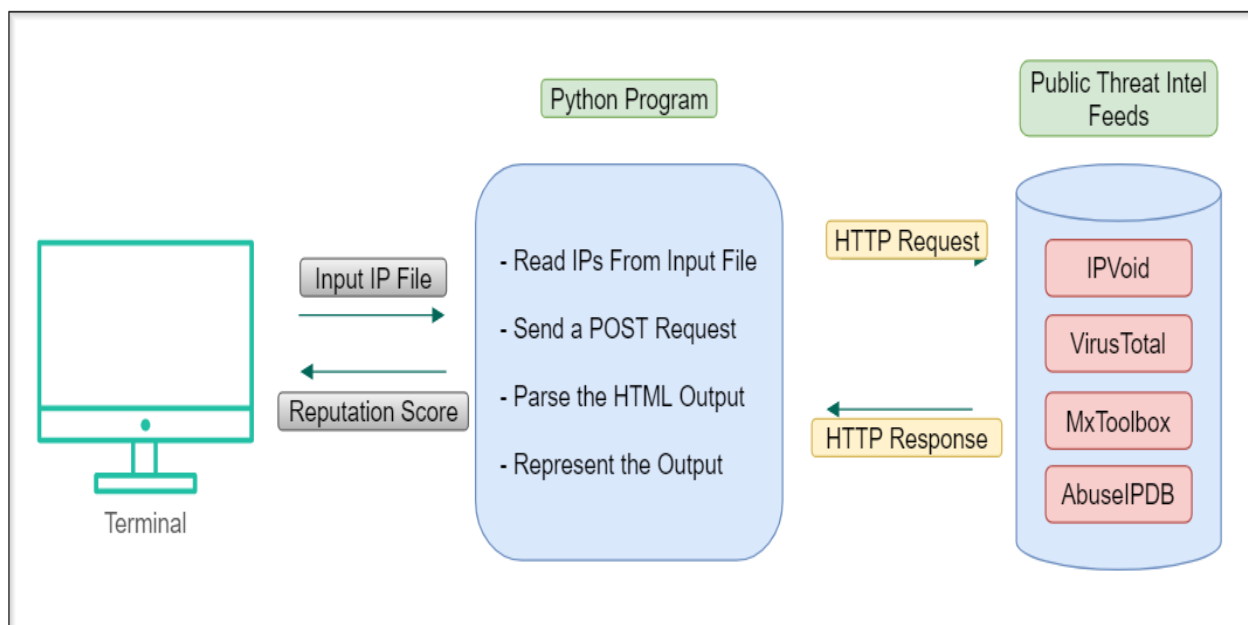 Python Program
Public Threat Intel
Feeds
Input IP File
Reputation Score
Terminal
- Read IPs From Input File
- Send a POST Request
- Parse the HTML Output
- Represent the Output
HTTP Request
HTTP Response
IPVoid
VirusTotal
MxToolbox
AbuseIPDB